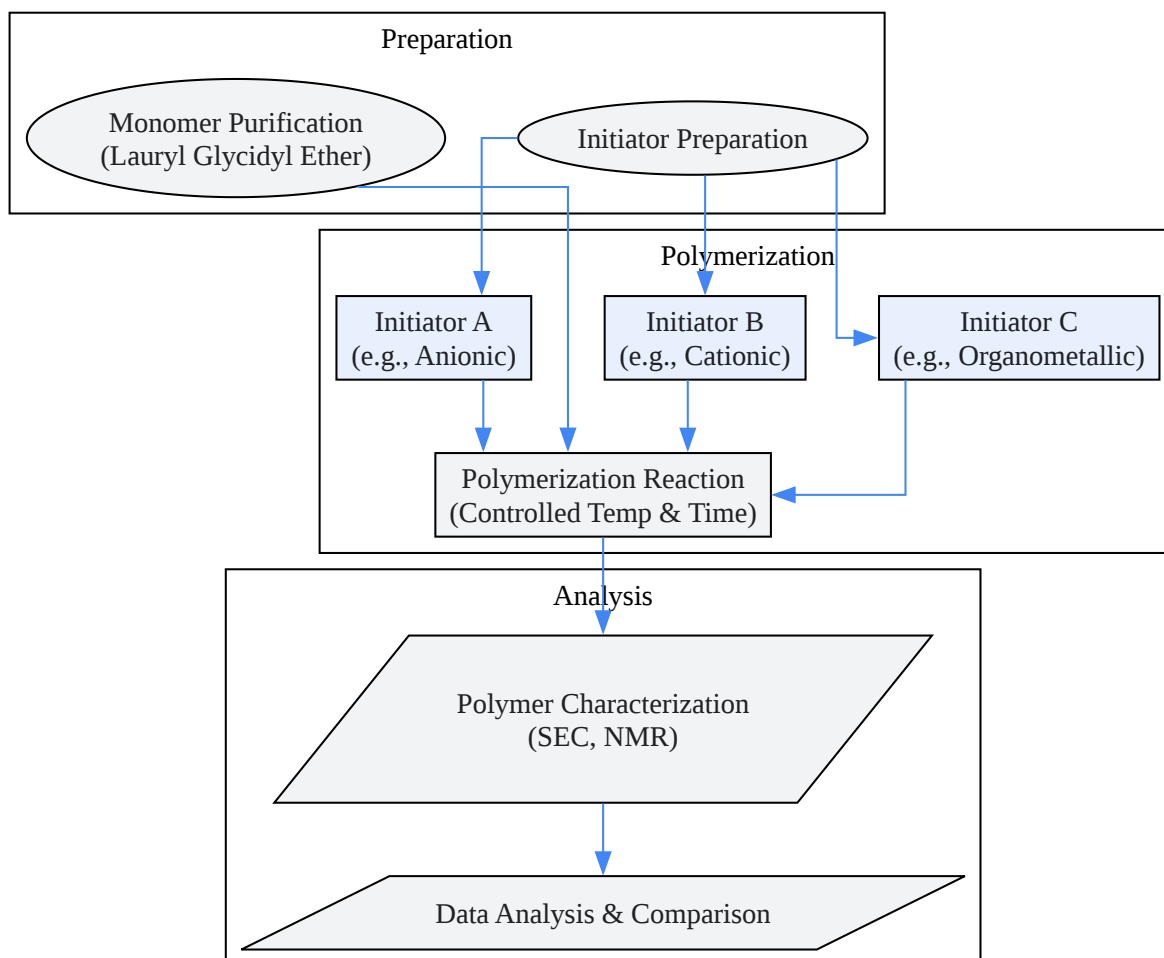 Preparation
Monomer Purification
(Lauryl Glycidyl Ether)
Initiator Preparation
Polymerization
Initiator A
(e.g., Anionic)
Initiator B
(e.g., Cationic)
Initiator C
(e.g., Organometallic)
Polymerization Reaction
(Controlled Temp & Time)
Analysis
Polymer Characterization
(SEC, NMR)
Data Analysis & Comparison